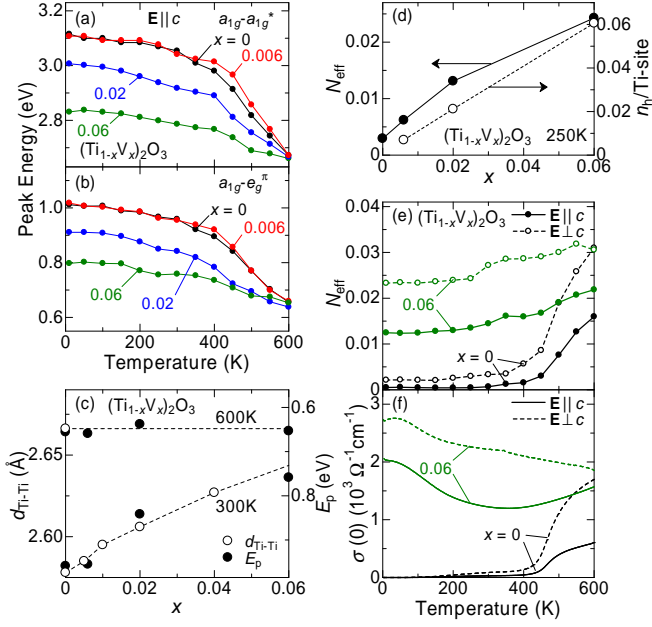 (a) E||c a1g-a1g*
x = 0
0.006
0.02
0.06
(Ti1-xVx)2O3
3.2
3.0
2.8
Peak Energy (eV)
(b) a1g-egπ
x = 0
0.006
0.02
0.06
1.0
0.8
0.6
0 200 400 600
Temperature (K)
(c) (Ti1-xVx)2O3
600K
300K
dTi-Ti
Ep
2.65
2.60
dTi-Ti (Å)
0.6
0.8
Ep (eV)
0.00 0.02 0.04 0.06
x
(d)
(Ti1-xVx)2O3 250K
0.02
0.01
0
Neff
0.06
0.04
0.02
0
nh/Ti-site
0.00 0.02 0.04 0.06
x
(e) (Ti1-xVx)2O3
E||c
E⊥c
0.06
x = 0
0.04
0.03
0.02
0.01
0
Neff
(f)
E||c
E⊥c
0.06
x = 0
3
2
1
0
σ (0) (10³ Ω⁻¹cm⁻¹)
0 200 400 600
Temperature (K)